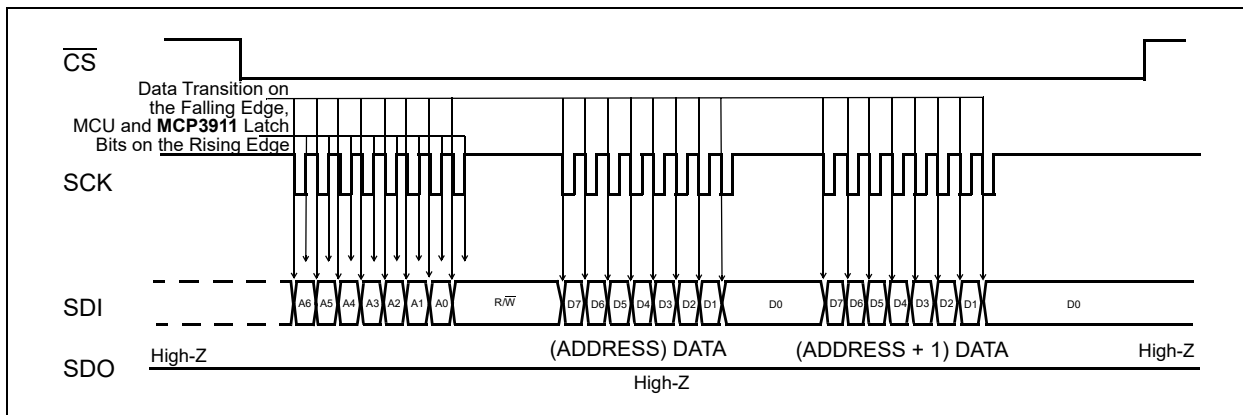 CS
Data Transition on
the Falling Edge,
MCU and MCP3911 Latch
Bits on the Rising Edge
SCK
SDI
A6 A5 A4 A3 A2 A1 A0 R/W D7 D6 D5 D4 D3 D2 D1 D0 D7 D6 D5 D4 D3 D2 D1 D0
(ADDRESS) DATA (ADDRESS + 1) DATA
High-Z High-Z
SDO
High-Z